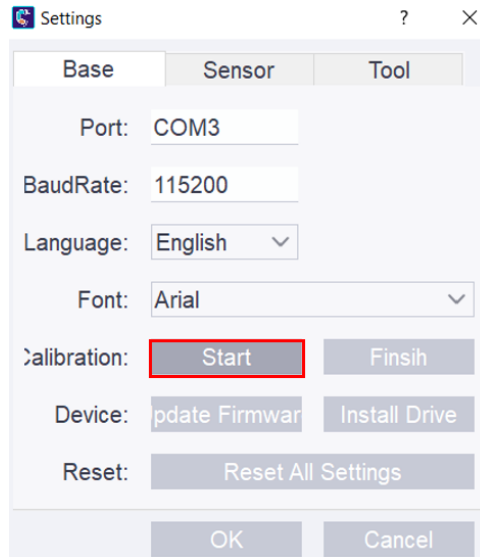 Settings ? ×
Base Sensor Tool
Port: COM3
BaudRate: 115200
Language: English
Font: Arial
Calibration: Start Finsih
Device: pdate Firmwar Install Drive
Reset: Reset All Settings
OK Cancel